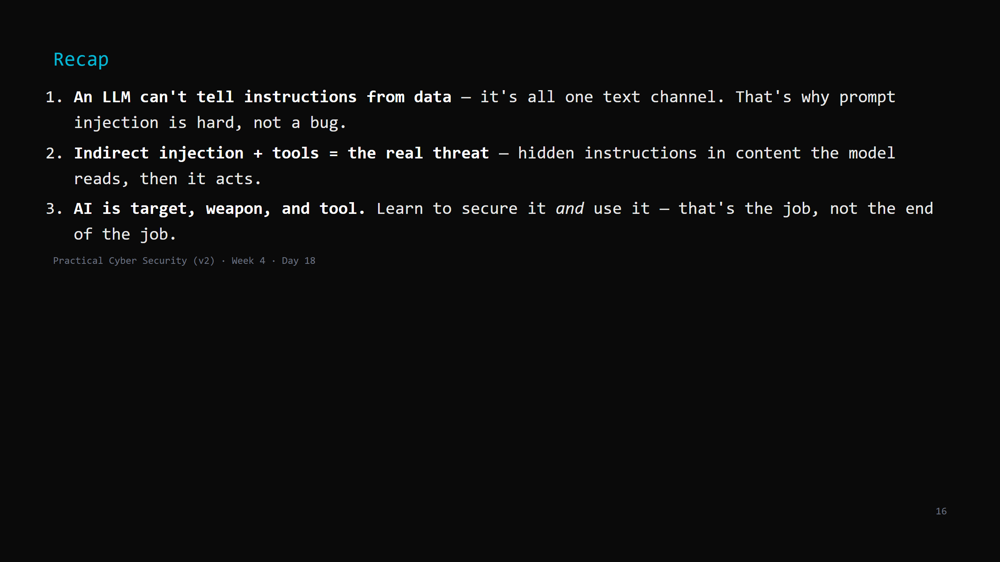 Recap
1. An LLM can't tell instructions from data — it's all one text channel. That's why prompt
injection is hard, not a bug.
2. Indirect injection + tools = the real threat — hidden instructions in content the model
reads, then it acts.
3. AI is target, weapon, and tool. Learn to secure it and use it — that's the job, not the end
of the job.
Practical Cyber Security (v2) · Week 4 · Day 18
16